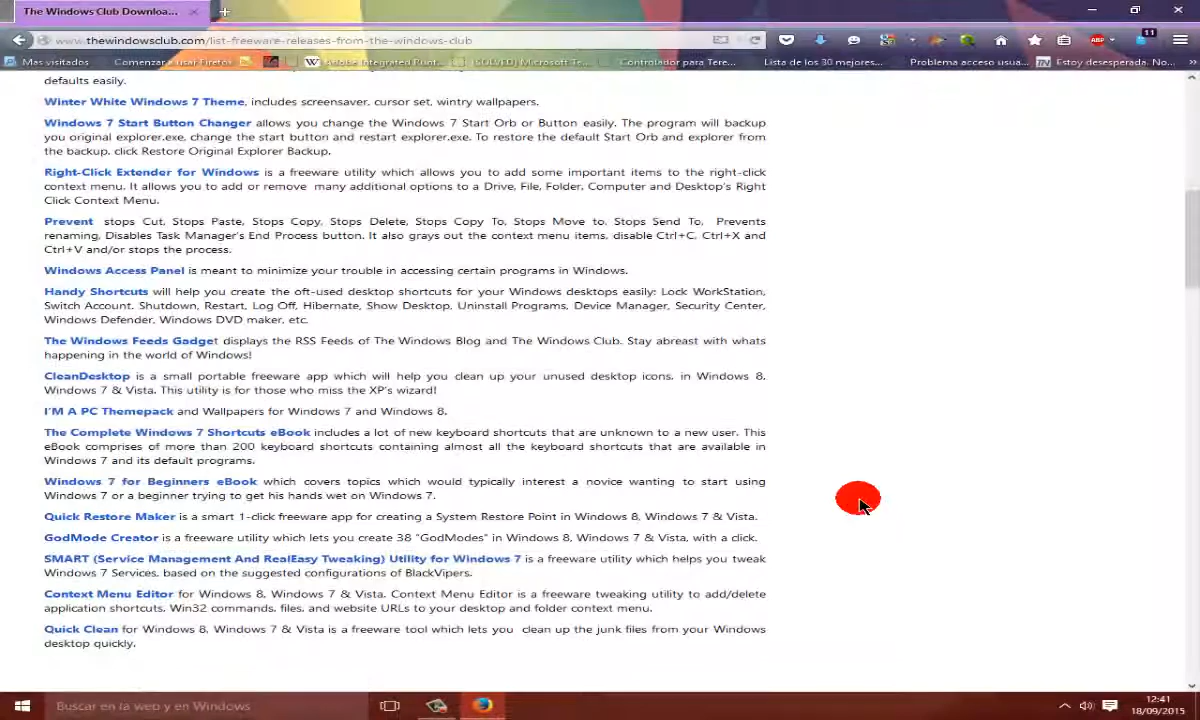 The Windows Club Downloa...
www.thewindowsclub.com/list-freeware-releases-from-the-windows-club
11
ABP
Más visitados Comenzar a usar Firefox W Adobe Integrated Runt... [SOLVED] Microsoft Te... Controlador para Tere... Lista de los 30 mejores... Problema acceso usua... Estoy desesperada. No...
defaults easily.
Winter White Windows 7 Theme, includes screensaver, cursor set, wintry wallpapers.
Windows 7 Start Button Changer allows you change the Windows 7 Start Orb or Button easily. The program will backup
you original explorer.exe, change the start button and restart explorer.exe. To restore the default Start Orb and explorer from
the backup, click Restore Original Explorer Backup.
Right-Click Extender for Windows is a freeware utility which allows you to add some important items to the right-click
context menu. It allows you to add or remove many additional options to a Drive, File, Folder, Computer and Desktop's Right
Click Context Menu.
Prevent stops Cut, Stops Paste, Stops Copy, Stops Delete, Stops Copy To, Stops Move to, Stops Send To, Prevents
renaming, Disables Task Manager's End Process button. It also grays out the context menu items, disable Ctrl+C, Ctrl+X and
Ctrl+V and/or stops the process.
Windows Access Panel is meant to minimize your trouble in accessing certain programs in Windows.
Handy Shortcuts will help you create the oft-used desktop shortcuts for your Windows desktops easily: Lock WorkStation,
Switch Account, Shutdown, Restart, Log Off, Hibernate, Show Desktop, Uninstall Programs, Device Manager, Security Center,
Windows Defender, Windows DVD maker, etc.
The Windows Feeds Gadget displays the RSS Feeds of The Windows Blog and The Windows Club. Stay abreast with whats
happening in the world of Windows!
CleanDesktop is a small portable freeware app which will help you clean up your unused desktop icons, in Windows 8,
Windows 7 & Vista. This utility is for those who miss the XP's wizard!
I'M A PC Themepack and Wallpapers for Windows 7 and Windows 8.
The Complete Windows 7 Shortcuts eBook includes a lot of new keyboard shortcuts that are unknown to a new user. This
eBook comprises of more than 200 keyboard shortcuts containing almost all the keyboard shortcuts that are available in
Windows 7 and its default programs.
Windows 7 for Beginners eBook which covers topics which would typically interest a novice wanting to start using
Windows 7 or a beginner trying to get his hands wet on Windows 7.
Quick Restore Maker is a smart 1-click freeware app for creating a System Restore Point in Windows 8, Windows 7 & Vista.
GodMode Creator is a freeware utility which lets you create 38 "GodModes" in Windows 8, Windows 7 & Vista, with a click.
SMART (Service Management And RealEasy Tweaking) Utility for Windows 7 is a freeware utility which helps you tweak
Windows 7 Services, based on the suggested configurations of BlackVipers.
Context Menu Editor for Windows 8, Windows 7 & Vista. Context Menu Editor is a freeware tweaking utility to add/delete
application shortcuts, Win32 commands, files, and website URLs to your desktop and folder context menu.
Quick Clean for Windows 8, Windows 7 & Vista is a freeware tool which lets you clean up the junk files from your Windows
desktop quickly.
Buscar en la web y en Windows
12:41
18/09/2015